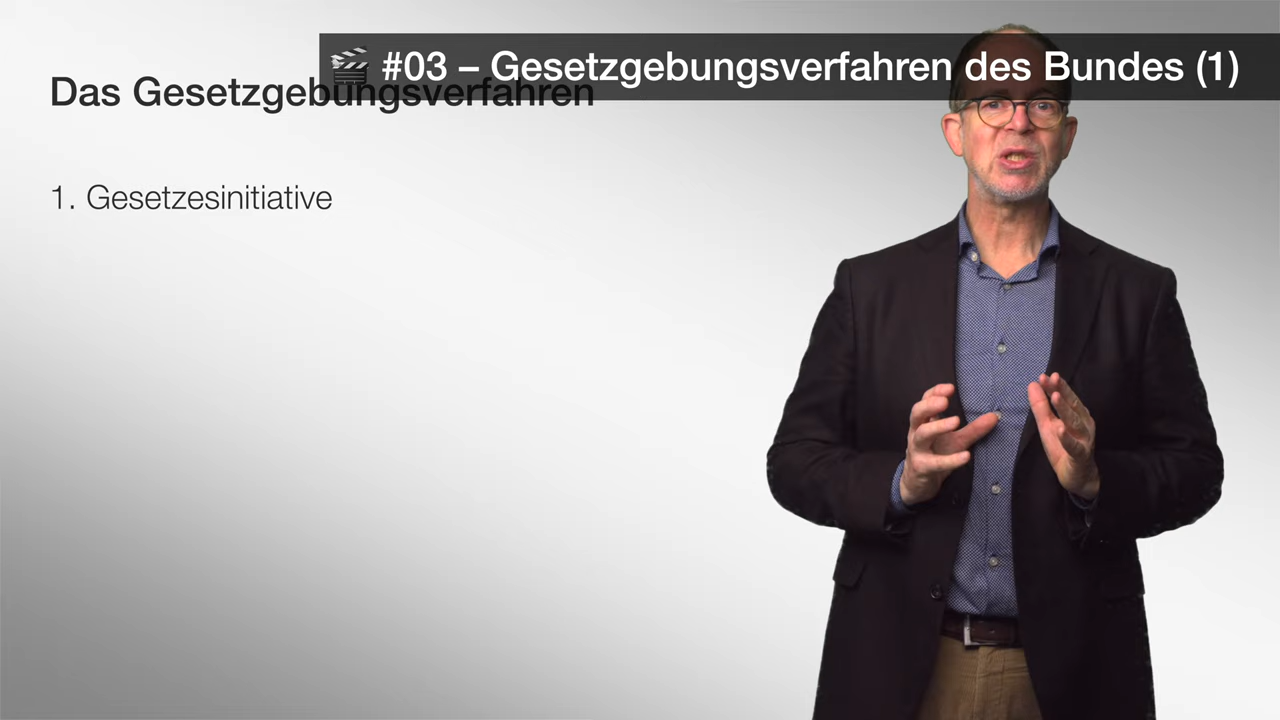 🎬 #03 – Gesetzgebungsverfahren des Bundes (1)
Das Gesetzgebungsverfahren
1. Gesetzesinitiative